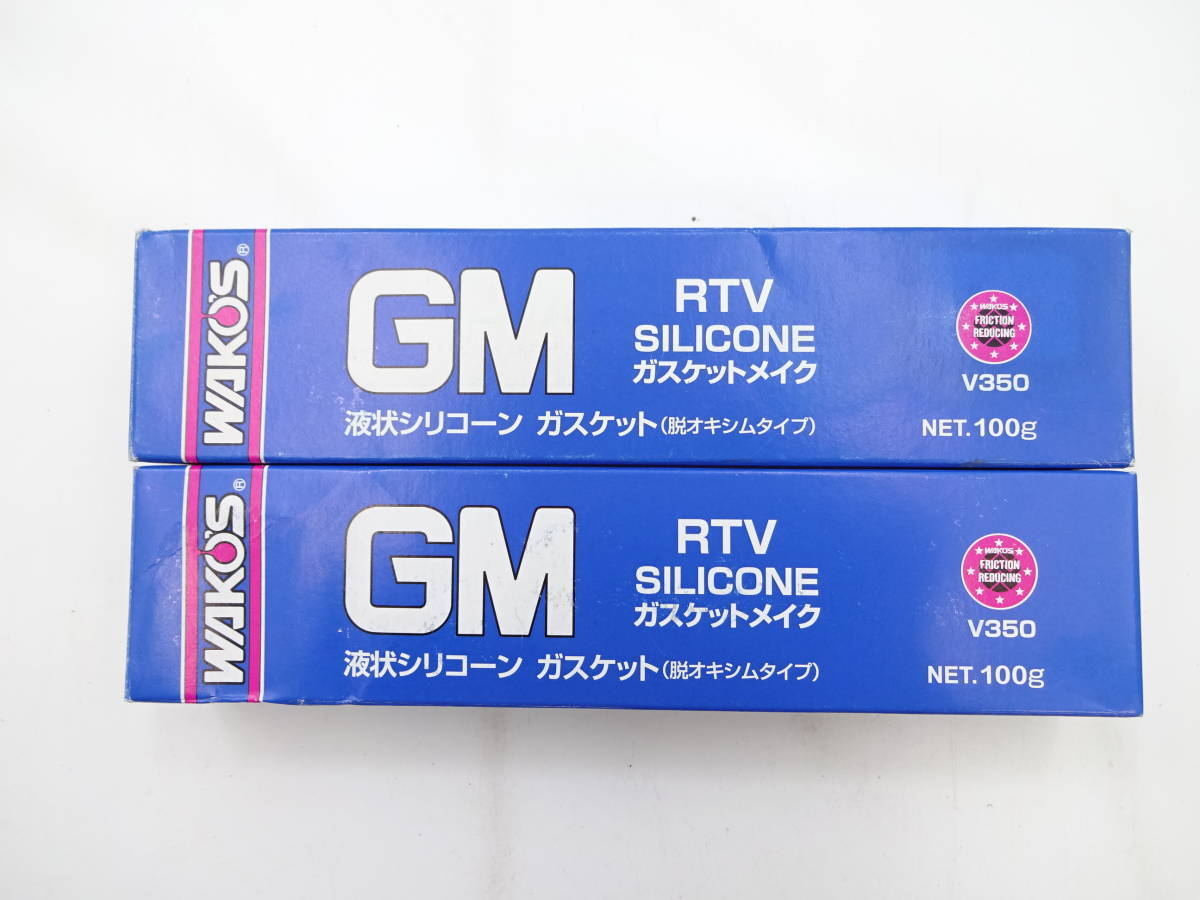 WAKO'S®
GM
RTV
SILICONE
ガスケットメイク
液状シリコーン ガスケット(脱オキシムタイプ)
WAKO'S
FRICTION
REDUCING
V350
NET.100g
WAKO'S®
GM
RTV
SILICONE
ガスケットメイク
液状シリコーン ガスケット(脱オキシムタイプ)
WAKO'S
FRICTION
REDUCING
V350
NET.100g